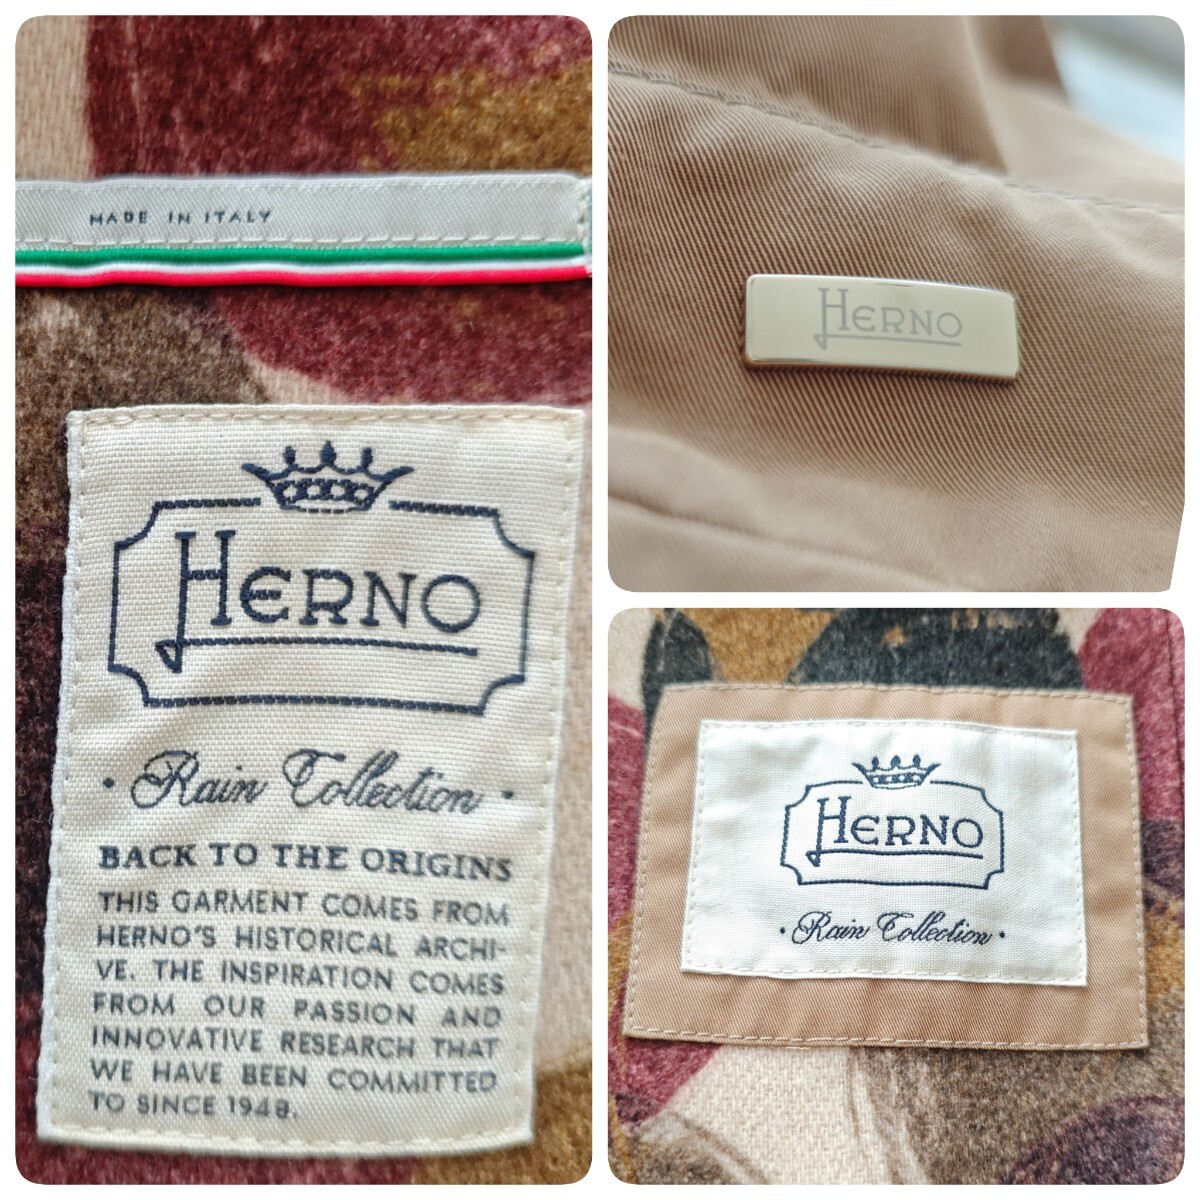 MADE IN ITALY
HERNO
· Rain Collection ·
BACK TO THE ORIGINS
THIS GARMENT COMES FROM
HERNO'S HISTORICAL ARCHI-
VE. THE INSPIRATION COMES
FROM OUR PASSION AND
INNOVATIVE RESEARCH THAT
WE HAVE BEEN COMMITTED
TO SINCE 1948.
HERNO
HERNO
· Rain Collection ·